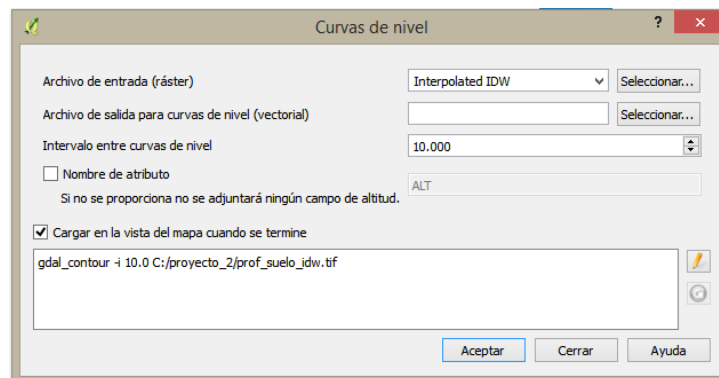 Curvas de nivel
?
Archivo de entrada (ráster)
Interpolated IDW
Seleccionar...
Archivo de salida para curvas de nivel (vectorial)
Seleccionar...
Intervalo entre curvas de nivel
10.000
Nombre de atributo
ALT
Si no se proporciona no se adjuntará ningún campo de altitud.
Cargar en la vista del mapa cuando se termine
gdal_contour -i 10.0 C:/proyecto_2/prof_suelo_idw.tif
Aceptar
Cerrar
Ayuda